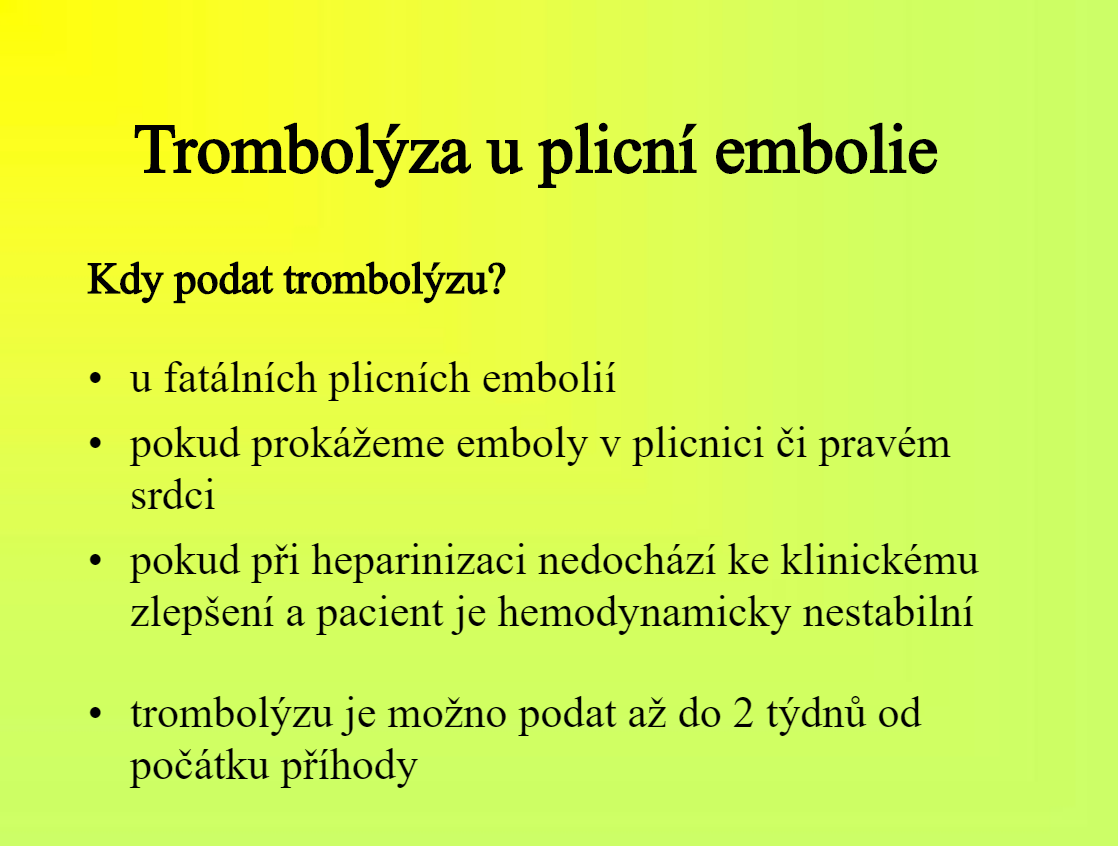 Trombolýza u plicní embolie
Kdy podat trombolýzu?
• u fatálních plicních embolií
• pokud prokážeme emboly v plicnici či pravém
srdci
• pokud při heparinizaci nedochází ke klinickému
zlepšení a pacient je hemodynamicky nestabilní
• trombolýzu je možno podat až do 2 týdnů od
počátku příhody